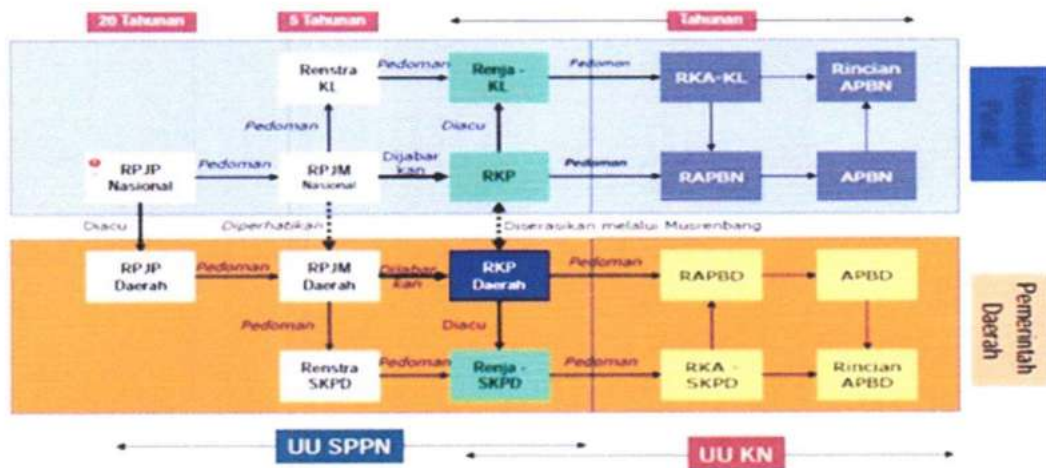 20 Tahunan
5 Tahunan
Tahunan
Renstra
KL
Pedoman
Renja -
KL
Pedoman
RKA-KL
Rincian
APBN
Pedoman
Diacu
RPJP
Nasional
Pedoman
RPJM
Nasional
Dijabar
kan
RKP
Pedoman
RAPBN
APBN
Diacu
Diperhatikan
Diserasikan melalui Musrenbang
RPJP
Daerah
Pedoman
RPJM
Daerah
Dijabar
kan
RKP
Daerah
Pedoman
RAPBD
APBD
Pemerintah
Daerah
Pedoman
Diacu
Renstra
SKPD
Pedoman
Renja -
SKPD
Pedoman
RKA -
SKPD
Rincian
APBD
UU SPPN
UU KN